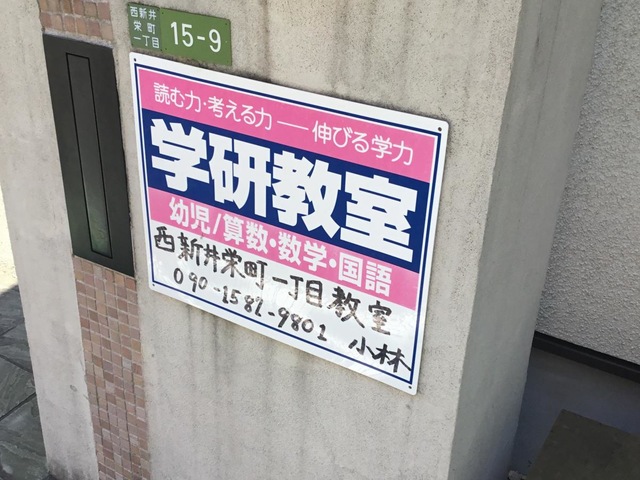 西新井
栄町
一丁目
15-9
読む力・考える力――伸びる学力
学研教室
幼児/算数・数学・国語
西新井栄町一丁目教室
090-1582-9801
小林